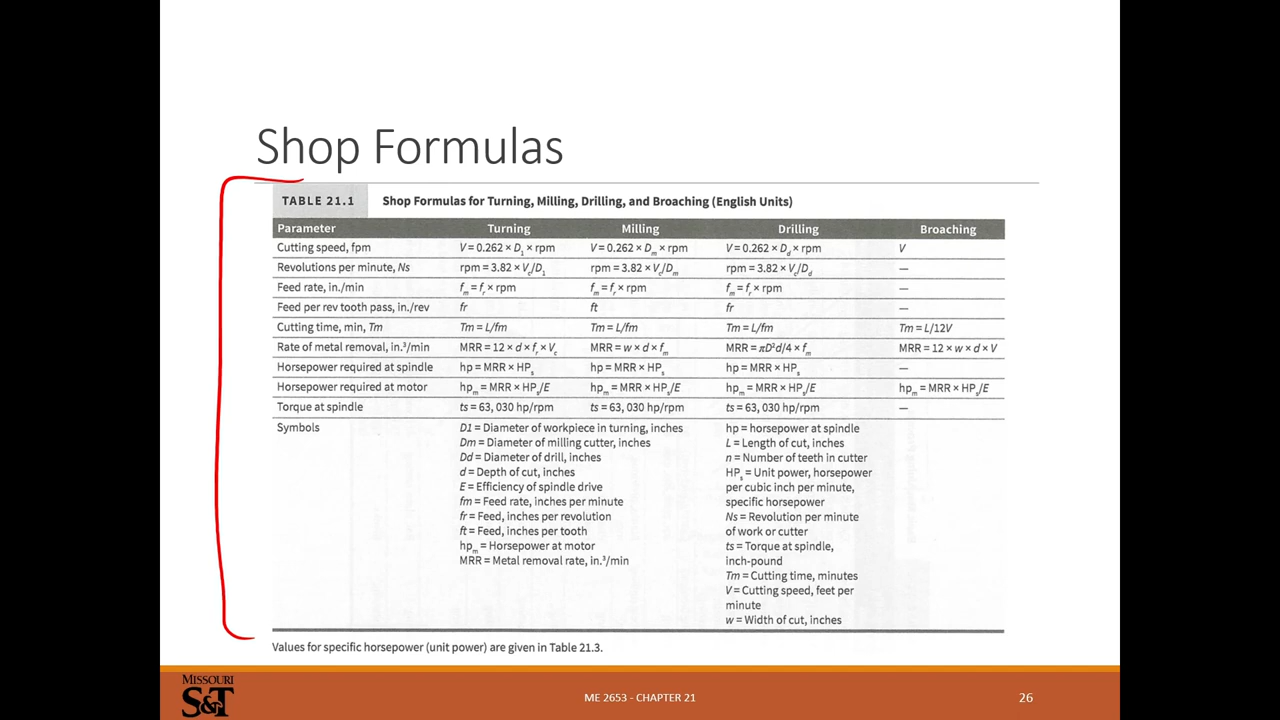 Shop Formulas
TABLE 21.1 Shop Formulas for Turning, Milling, Drilling, and Broaching (English Units)
Parameter Turning Milling Drilling Broaching
Cutting speed, fpm V = 0.262 × D₁ × rpm V = 0.262 × Dₘ × rpm V = 0.262 × D_d × rpm V
Revolutions per minute, Ns rpm = 3.82 × V_c/D₁ rpm = 3.82 × V_c/Dₘ rpm = 3.82 × V_c/D_d —
Feed rate, in./min fₘ = fᵣ × rpm fₘ = fᵣ × rpm fₘ = fᵣ × rpm —
Feed per rev tooth pass, in./rev fr ft fr —
Cutting time, min, Tm Tm = L/fm Tm = L/fm Tm = L/fm Tm = L/12V
Rate of metal removal, in.³/min MRR = 12 × d × fᵣ × V_c MRR = w × d × fₘ MRR = πD²d/4 × fₘ MRR = 12 × w × d × V
Horsepower required at spindle hp = MRR × HPₛ hp = MRR × HPₛ hp = MRR × HPₛ —
Horsepower required at motor hpₘ = MRR × HPₛ/E hpₘ = MRR × HPₛ/E hpₘ = MRR × HPₛ/E hpₘ = MRR × HPₛ/E
Torque at spindle ts = 63, 030 hp/rpm ts = 63, 030 hp/rpm ts = 63, 030 hp/rpm —
Symbols
D1 = Diameter of workpiece in turning, inches
Dm = Diameter of milling cutter, inches
Dd = Diameter of drill, inches
d = Depth of cut, inches
E = Efficiency of spindle drive
fm = Feed rate, inches per minute
fr = Feed, inches per revolution
ft = Feed, inches per tooth
hpₘ = Horsepower at motor
MRR = Metal removal rate, in.³/min
hp = horsepower at spindle
L = Length of cut, inches
n = Number of teeth in cutter
HPₛ = Unit power, horsepower
per cubic inch per minute,
specific horsepower
Ns = Revolution per minute
of work or cutter
ts = Torque at spindle,
inch-pound
Tm = Cutting time, minutes
V = Cutting speed, feet per
minute
w = Width of cut, inches
Values for specific horsepower (unit power) are given in Table 21.3.
MISSOURI
S&T
ME 2653 - CHAPTER 21
26